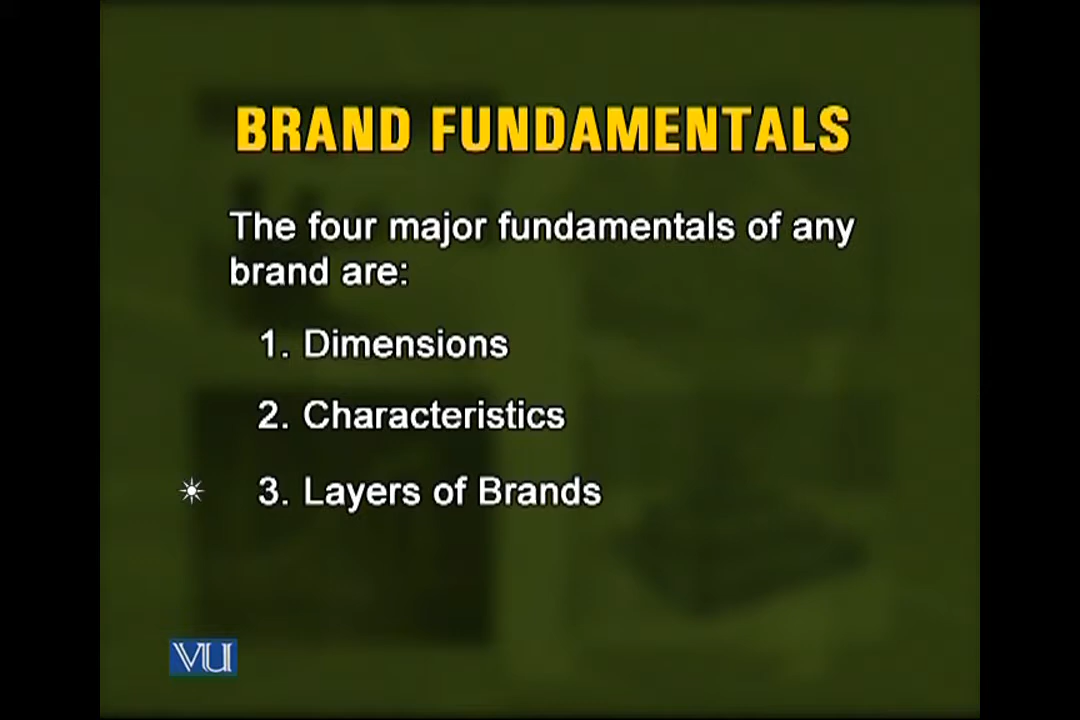 BRAND FUNDAMENTALS
The four major fundamentals of any
brand are:
1. Dimensions
2. Characteristics
3. Layers of Brands
VU